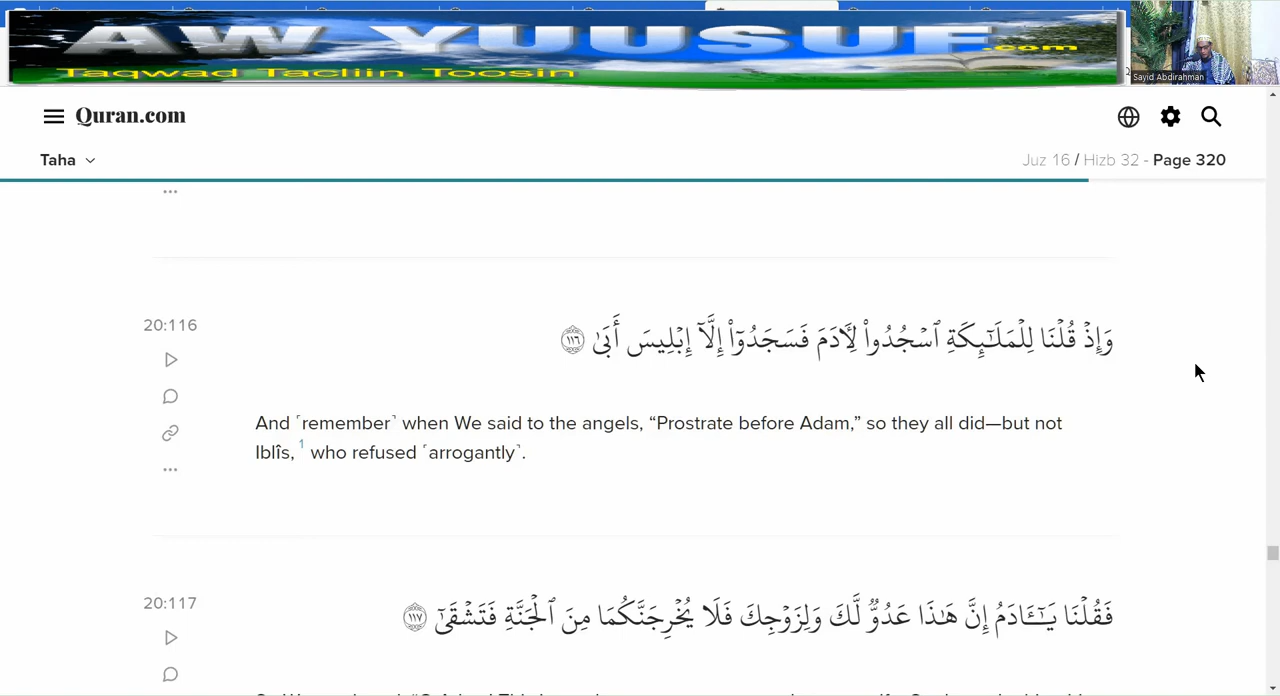 AW YUUSUF.com
Taqwad Tacliin Toosin
Sayid Abdirahman
Quran.com
Taha
Juz 16 / Hizb 32 - Page 320
20:116
وَإِذْ قُلْنَا لِلْمَلَـٰٓئِكَةِ ٱسْجُدُوا۟ لِـَٔادَمَ فَسَجَدُوٓا۟ إِلَّآ إِبْلِيسَ أَبَىٰ ١١٦
And ˹remember˺ when We said to the angels, “Prostrate before Adam,” so they all did—but not
Iblîs, 1 who refused ˹arrogantly˺.
20:117
فَقُلْنَا يَـٰٓـَٔادَمُ إِنَّ هَـٰذَا عَدُوٌّ لَّكَ وَلِزَوْجِكَ فَلَا يُخْرِجَنَّكُمَا مِنَ ٱلْجَنَّةِ فَتَشْقَىٰٓ ١١٧